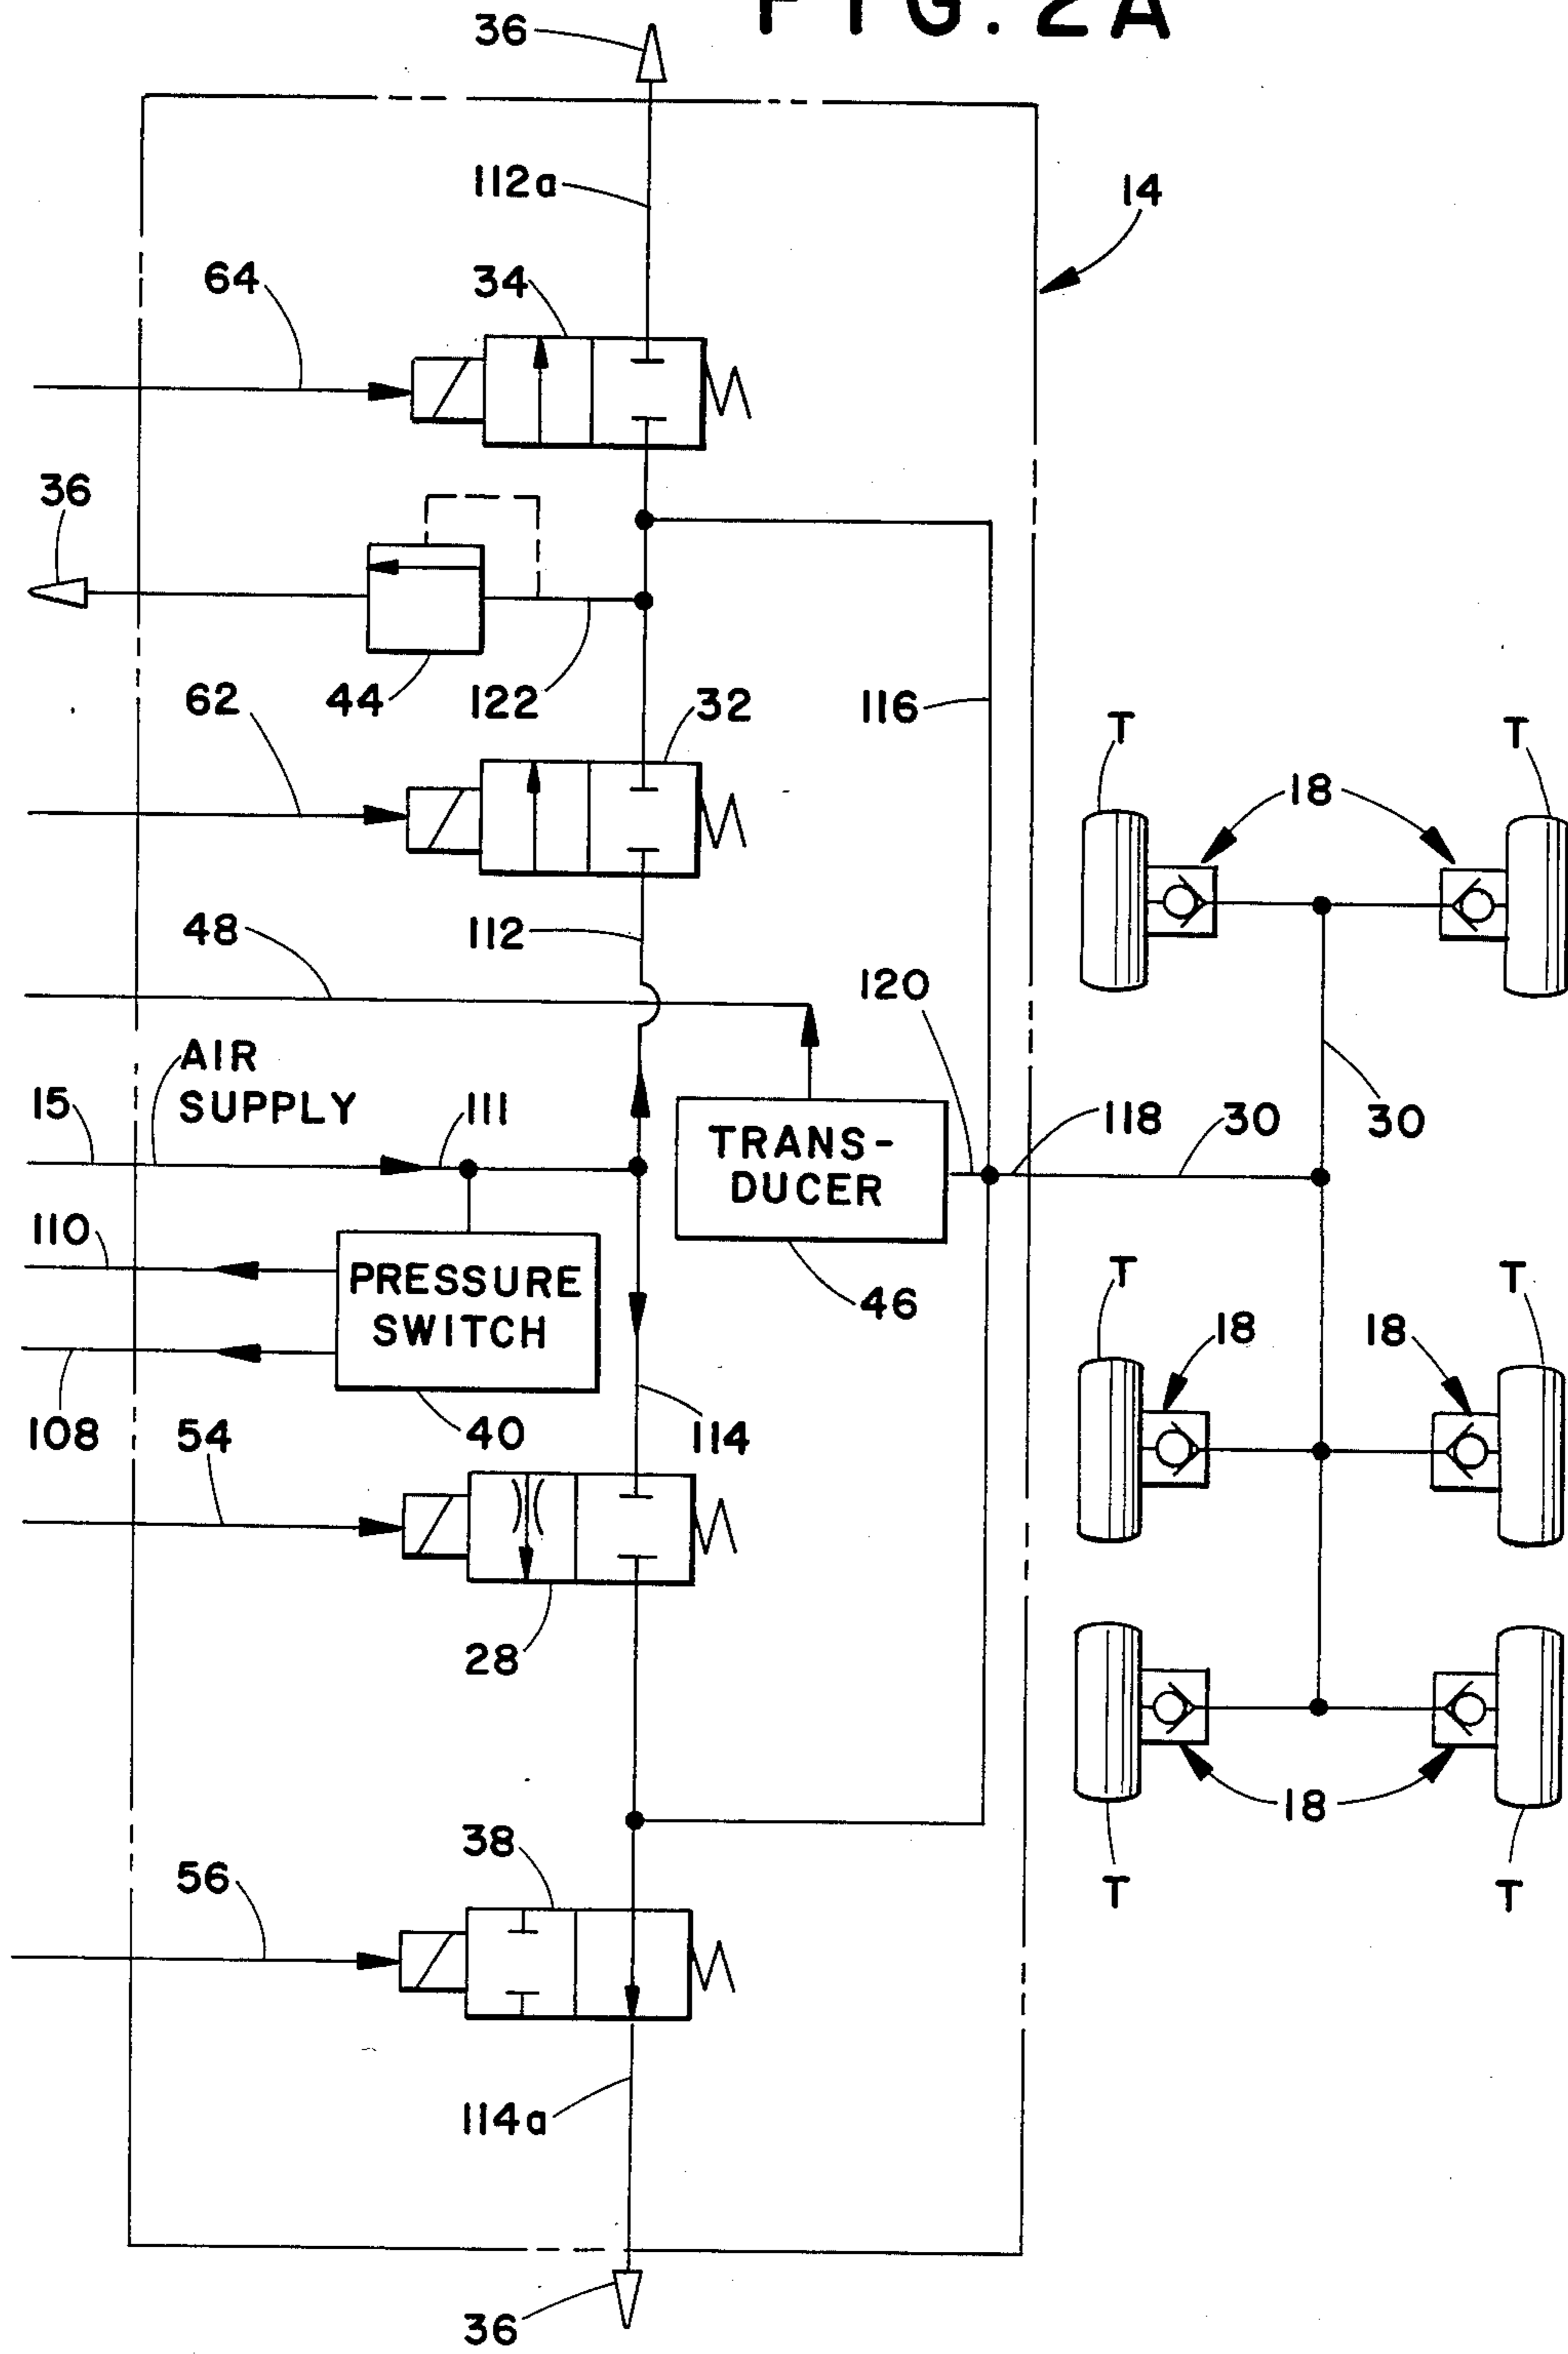 FIG. 2A
36
112a
14
64
34
36
62
44
122
32
116
T
T
18
48
112
120
AIR
SUPPLY
15
111
118
30
30
TRANS-
DUCER
110
PRESSURE
SWITCH
46
T
T
18
18
108
54
40
114
28
38
56
18
T
T
114a
36